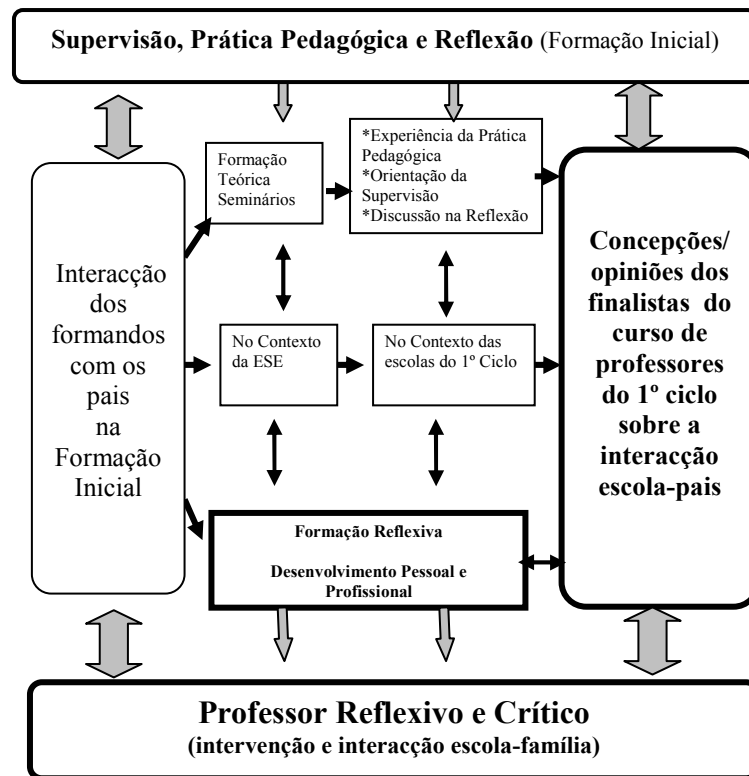 Supervisão, Prática Pedagógica e Reflexão (Formação Inicial)
Interacção
dos
formandos
com os
pais
na
Formação
Inicial
Formação
Teórica
Seminários
*Experiência da Prática
Pedagógica
*Orientação da
Supervisão
*Discussão na Reflexão
No Contexto
da ESE
No Contexto das
escolas do 1º Ciclo
Formação Reflexiva
Desenvolvimento Pessoal e
Profissional
Concepções/
opiniões dos
finalistas do
curso de
professores
do 1º ciclo
sobre a
interacção
escola-pais
Professor Reflexivo e Crítico
(intervenção e interacção escola-família)